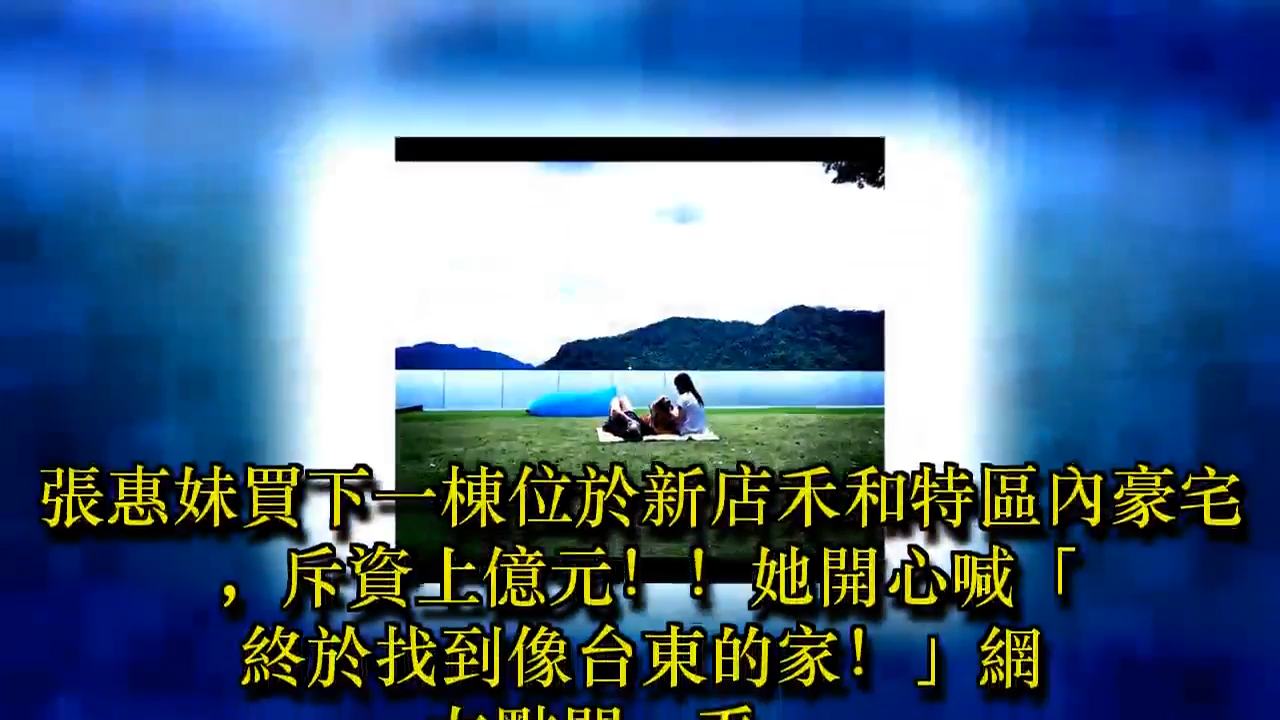 張惠妹買下一棟位於新店禾和特區內豪宅
，斥資上億元！！她開心喊「
終於找到像台東的家！」網